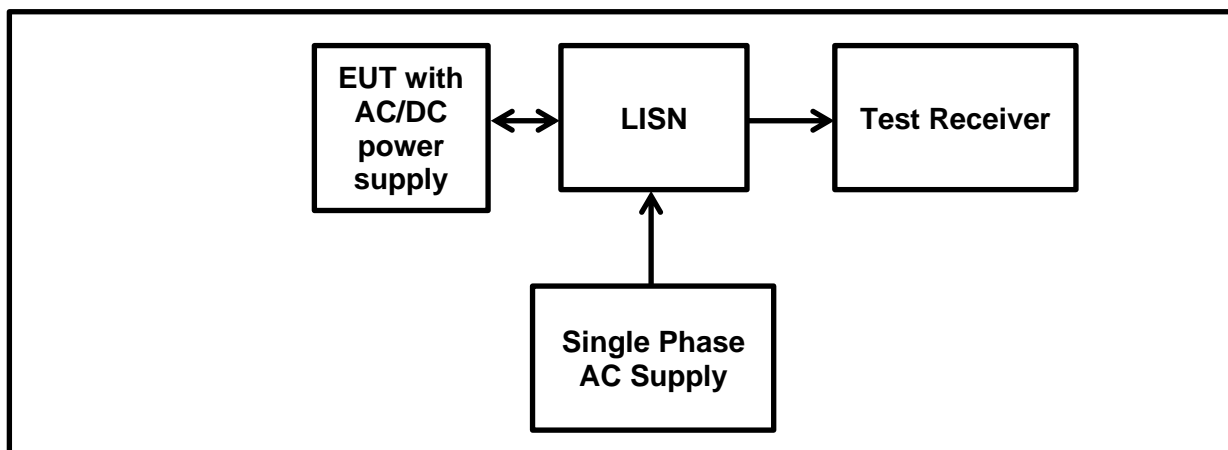 EUT with
AC/DC
power
supply
LISN
Test Receiver
Single Phase
AC Supply